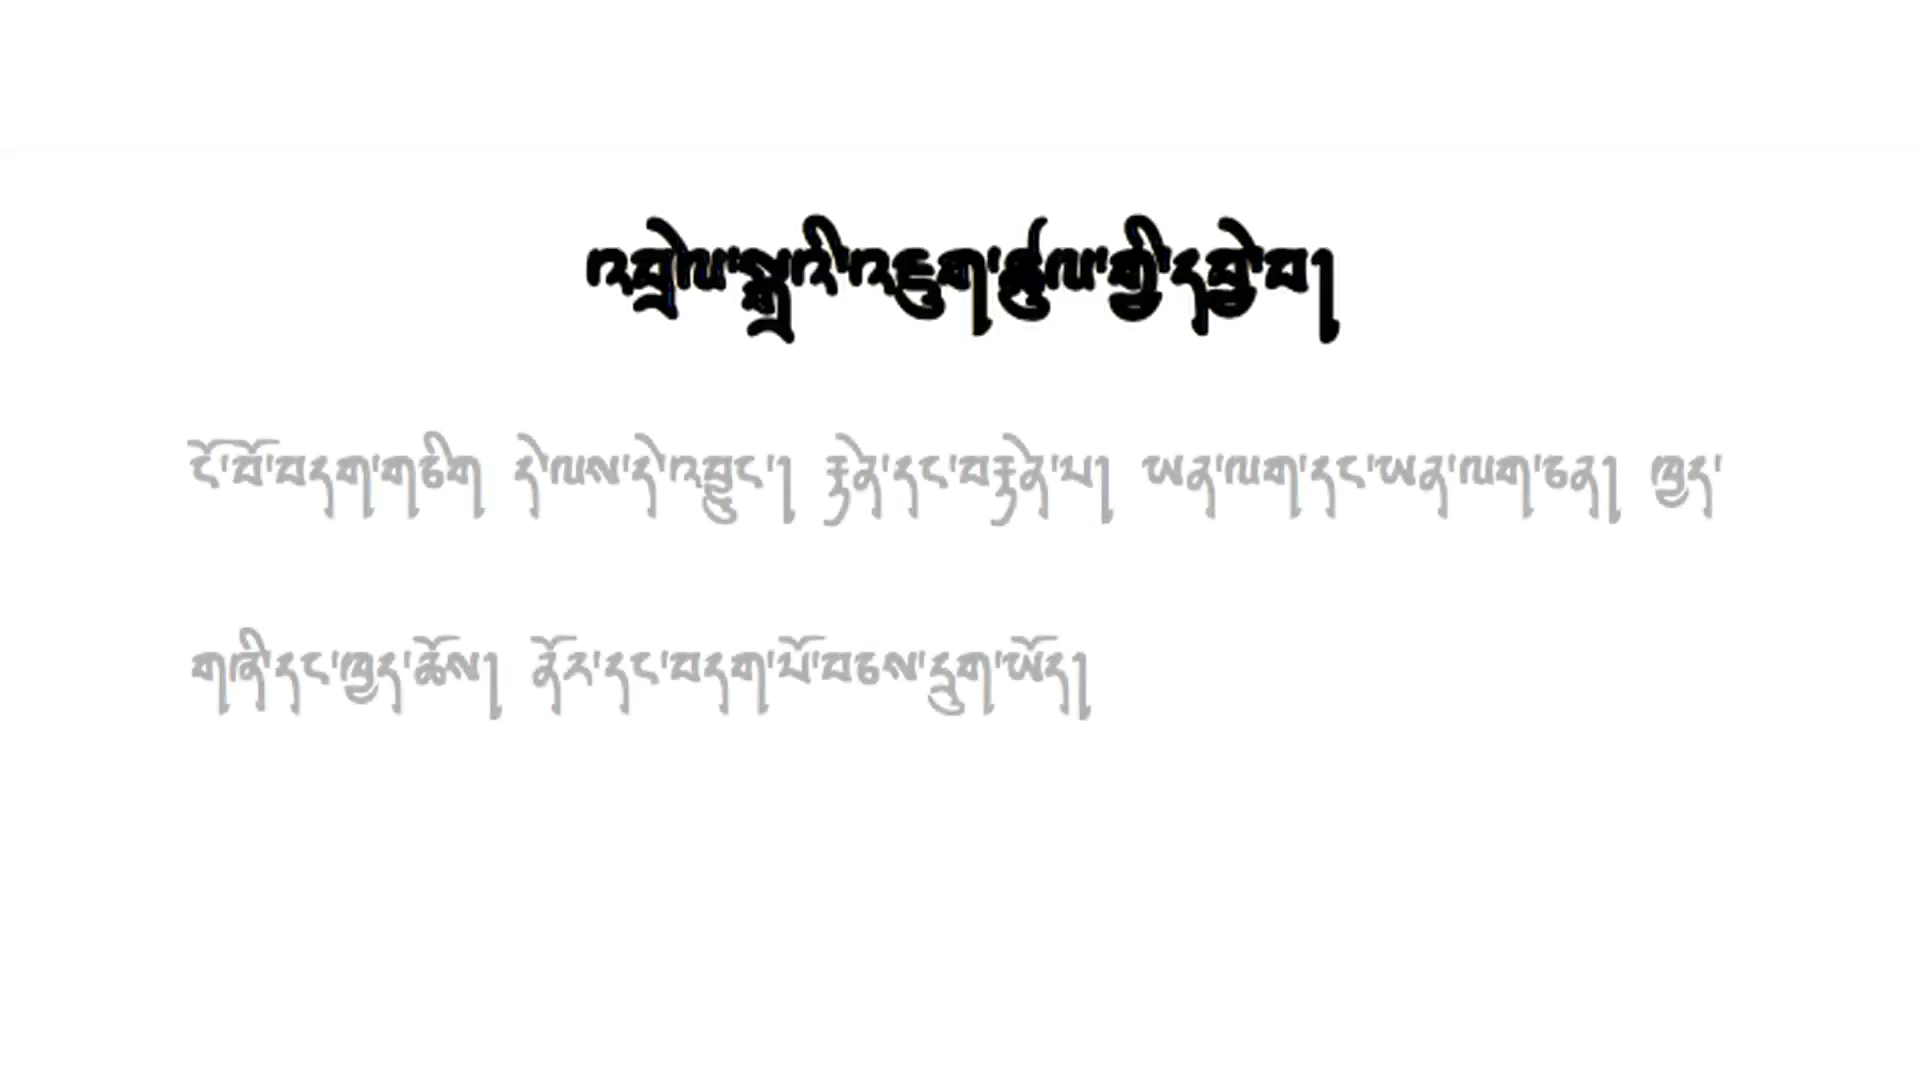 འབྲེལ་སྒྲའི་འཇུག་ཚུལ་གྱི་དབྱེ་བ།
ངོ་བོ་བདག་གཅིག དེ་ལས་དེ་འབྱུང་། རྟེན་དང་བརྟེན་པ། ཡན་ལག་དང་ཡན་ལག་ཅན། ཁྱད་
གཞི་དང་ཁྱད་ཆོས། ནོར་དང་བདག་པོ་བཅས་དྲུག་ཡོད།